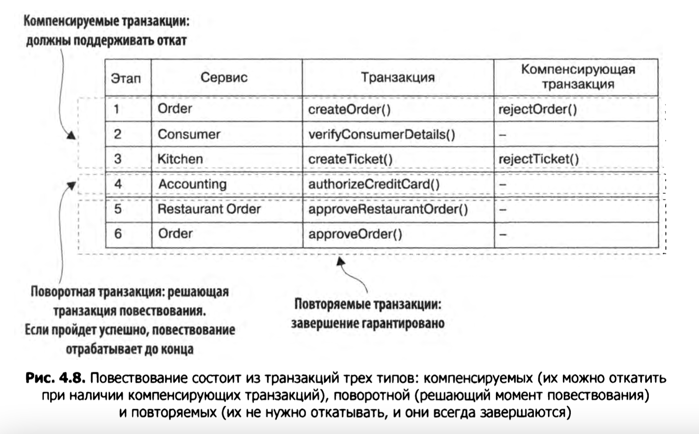 Компенсируемые транзакции:
должны поддерживать откат
Этап Сервис Транзакция Компенсирующая транзакция
1 Order createOrder() rejectOrder()
2 Consumer verifyConsumerDetails() –
3 Kitchen createTicket() rejectTicket()
4 Accounting authorizeCreditCard() –
5 Restaurant Order approveRestaurantOrder() –
6 Order approveOrder() –
Поворотная транзакция: решающая
транзакция повествования.
Если пройдет успешно, повествование
отрабатывает до конца
Повторяемые транзакции:
завершение гарантировано
Рис. 4.8. Повествование состоит из транзакций трех типов: компенсируемых (их можно откатить
при наличии компенсирующих транзакций), поворотной (решающий момент повествования)
и повторяемых (их не нужно откатывать, и они всегда завершаются)